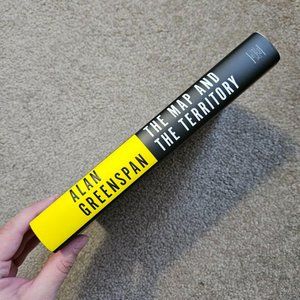 ALAN
GREENSPAN
THE MAP AND
THE TERRITORY